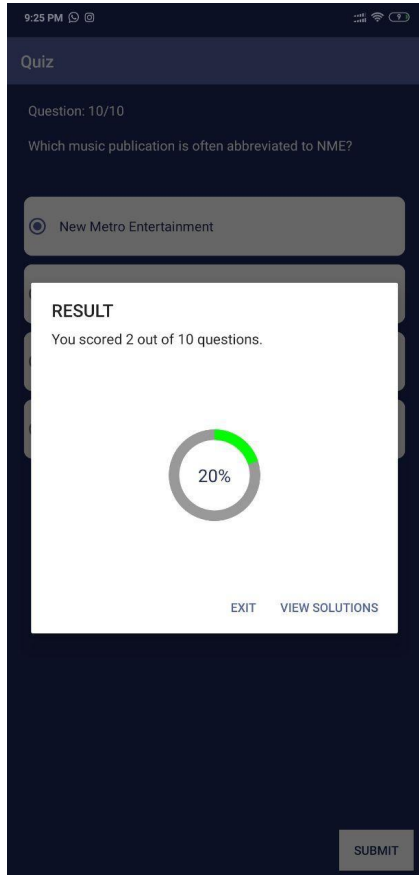 9:25 PM
Quiz
Question: 10/10
Which music publication is often abbreviated to NME?
New Metro Entertainment
RESULT
You scored 2 out of 10 questions.
20%
EXIT VIEW SOLUTIONS
SUBMIT